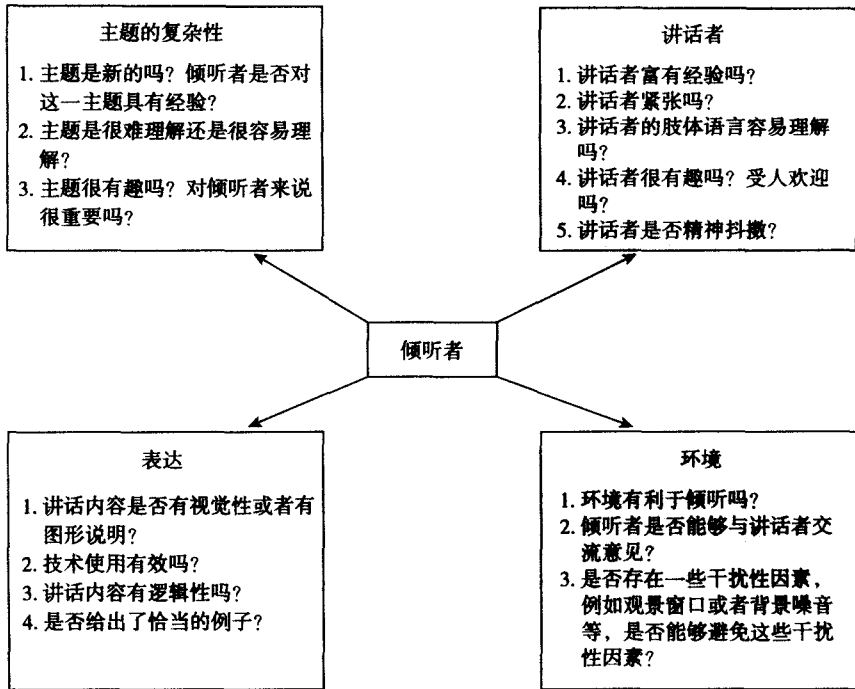 主题的复杂性
1. 主题是新的吗？倾听者是否对
这一主题具有经验？
2. 主题是很难理解还是很容易理
解？
3. 主题很有趣吗？对倾听者来说
很重要吗？
讲话者
1. 讲话者富有经验吗？
2. 讲话者紧张吗？
3. 讲话者的肢体语言容易理解
吗？
4. 讲话者很有趣吗？受人欢迎
吗？
5. 讲话者是否精神抖擞？
倾听者
表达
1. 讲话内容是否有视觉性或者有
图形说明？
2. 技术使用有效吗？
3. 讲话内容有逻辑性吗？
4. 是否给出了恰当的例子？
环境
1. 环境有利于倾听吗？
2. 倾听者是否能够与讲话者交
流意见？
3. 是否存在一些干扰性因素，
例如观景窗口或者背景噪音
等，是否能够避免这些干扰
性因素？